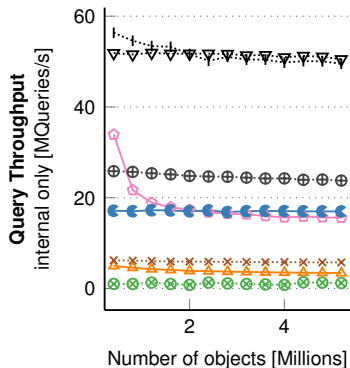 Query Throughput
internal only [MQueries/s]
60
40
20
0
2
4
Number of objects [Millions]